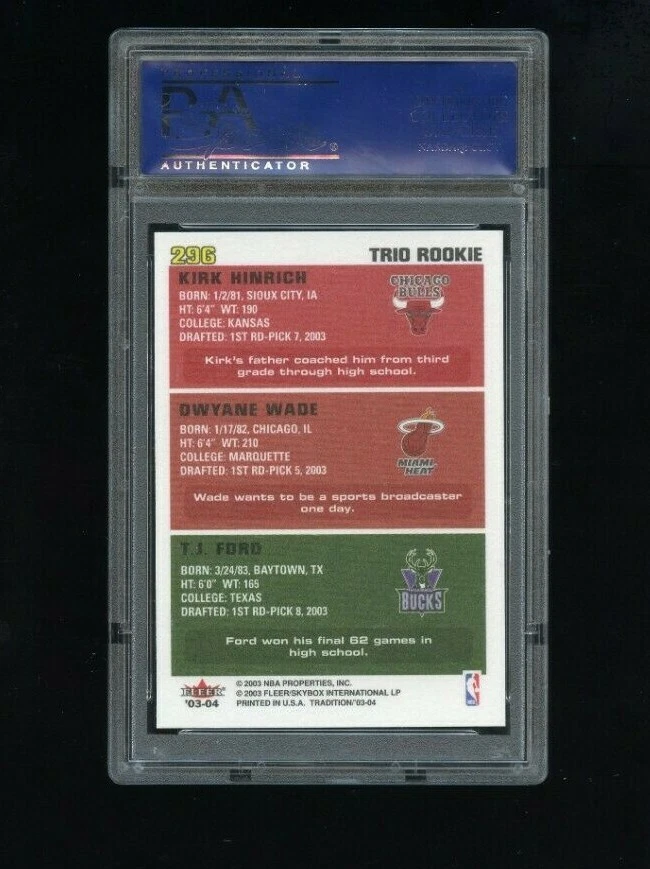 PROFESSIONAL
PSA
AUTHENTICATOR
296
TRIO ROOKIE
KIRK HINRICH
BORN: 1/2/81, SIOUX CITY, IA
HT: 6'4" WT: 190
COLLEGE: KANSAS
DRAFTED: 1ST RD-PICK 7, 2003
CHICAGO
BULLS
Kirk's father coached him from third
grade through high school.
DWYANE WADE
BORN: 1/17/82, CHICAGO, IL
HT: 6'4" WT: 210
COLLEGE: MARQUETTE
DRAFTED: 1ST RD-PICK 5, 2003
MIAMI
HEAT
Wade wants to be a sports broadcaster
one day.
T.J. FORD
BORN: 3/24/83, BAYTOWN, TX
HT: 6'0" WT: 165
COLLEGE: TEXAS
DRAFTED: 1ST RD-PICK 8, 2003
BUCKS
Ford won his final 62 games in
high school.
FLEER
'03-04
© 2003 NBA PROPERTIES, INC.
© 2003 FLEER/SKYBOX INTERNATIONAL LP
PRINTED IN U.S.A. TRADITION/'03-04